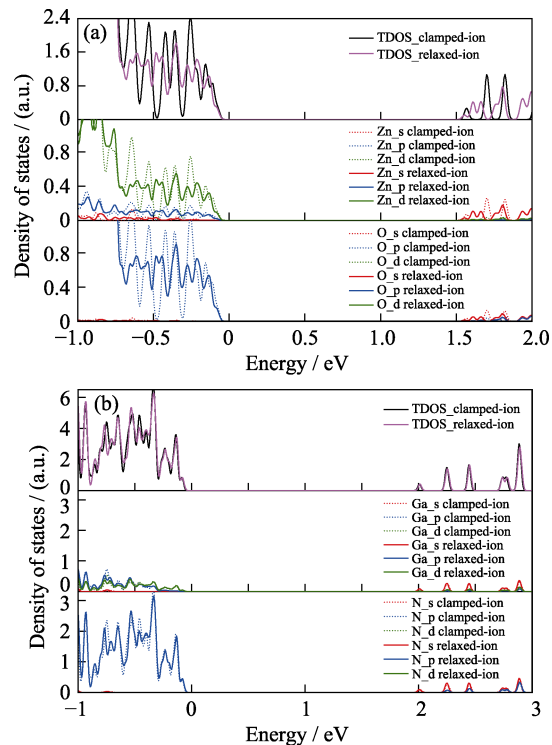 (a)
2.4
1.8
1.2
0.6
0
TDOS_clamped-ion
TDOS_relaxed-ion
0.8
0.4
0
Zn_s clamped-ion
Zn_p clamped-ion
Zn_d clamped-ion
Zn_s relaxed-ion
Zn_p relaxed-ion
Zn_d relaxed-ion
1.2
0.8
0.4
0
O_s clamped-ion
O_p clamped-ion
O_d clamped-ion
O_s relaxed-ion
O_p relaxed-ion
O_d relaxed-ion
Density of states / (a.u.)
−1.0 −0.5 0 0.5 1.0 1.5 2.0
Energy / eV
(b)
6
4
2
0
TDOS_clamped-ion
TDOS_relaxed-ion
3
2
1
0
Ga_s clamped-ion
Ga_p clamped-ion
Ga_d clamped-ion
Ga_s relaxed-ion
Ga_p relaxed-ion
Ga_d relaxed-ion
3
2
1
0
N_s clamped-ion
N_p clamped-ion
N_d clamped-ion
N_s relaxed-ion
N_p relaxed-ion
N_d relaxed-ion
Density of states / (a.u.)
−1 0 1 2 3
Energy / eV